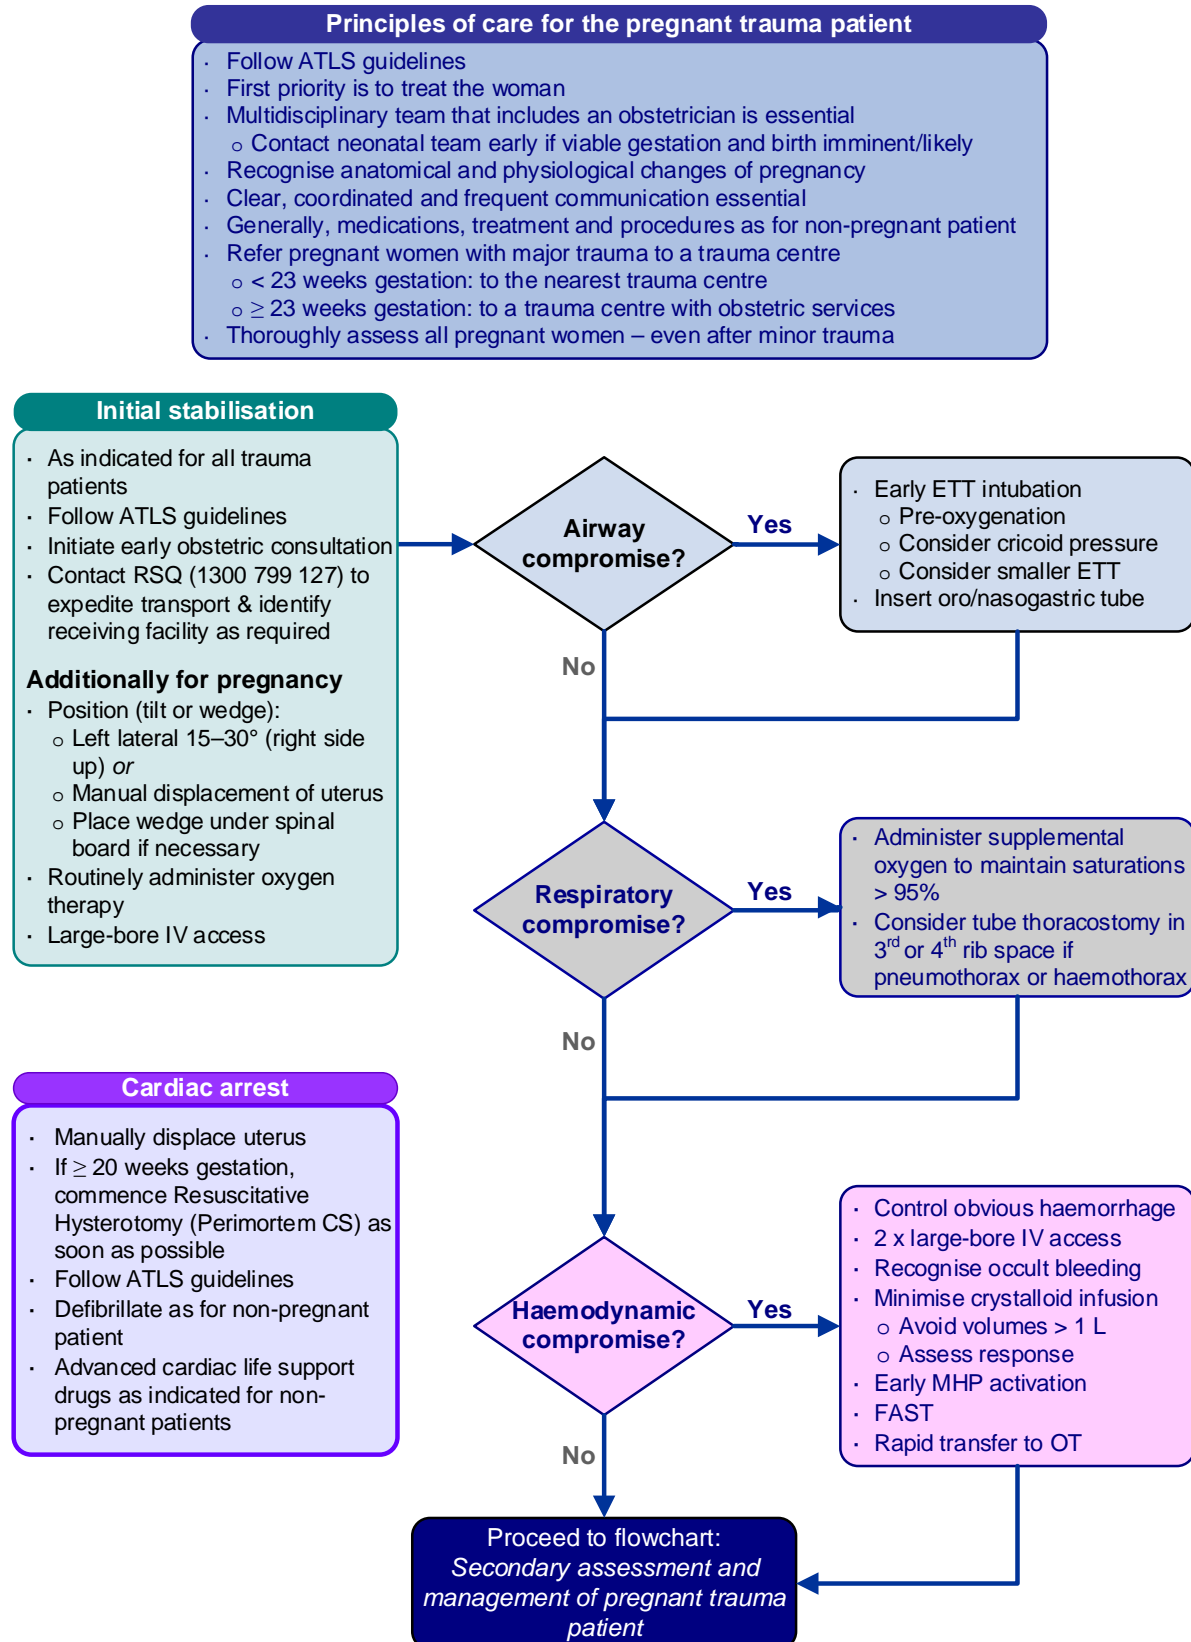 Principles of care for the pregnant trauma patient
· Follow ATLS guidelines
· First priority is to treat the woman
· Multidisciplinary team that includes an obstetrician is essential
o Contact neonatal team early if viable gestation and birth imminent/likely
· Recognise anatomical and physiological changes of pregnancy
· Clear, coordinated and frequent communication essential
· Generally, medications, treatment and procedures as for non-pregnant patient
· Refer pregnant women with major trauma to a trauma centre
o < 23 weeks gestation: to the nearest trauma centre
o ≥ 23 weeks gestation: to a trauma centre with obstetric services
· Thoroughly assess all pregnant women – even after minor trauma
Initial stabilisation
· As indicated for all trauma
patients
· Follow ATLS guidelines
· Initiate early obstetric consultation
· Contact RSQ (1300 799 127) to
expedite transport & identify
receiving facility as required
Additionally for pregnancy
· Position (tilt or wedge):
o Left lateral 15–30° (right side
up) or
o Manual displacement of uterus
o Place wedge under spinal
board if necessary
· Routinely administer oxygen
therapy
· Large-bore IV access
Airway
compromise?
Yes
· Early ETT intubation
o Pre-oxygenation
o Consider cricoid pressure
o Consider smaller ETT
· Insert oro/nasogastric tube
No
Respiratory
compromise?
Yes
· Administer supplemental
oxygen to maintain saturations
> 95%
· Consider tube thoracostomy in
3rd or 4th rib space if
pneumothorax or haemothorax
No
Cardiac arrest
· Manually displace uterus
· If ≥ 20 weeks gestation,
commence Resuscitative
Hysterotomy (Perimortem CS) as
soon as possible
· Follow ATLS guidelines
· Defibrillate as for non-pregnant
patient
· Advanced cardiac life support
drugs as indicated for non-
pregnant patients
Haemodynamic
compromise?
Yes
· Control obvious haemorrhage
· 2 x large-bore IV access
· Recognise occult bleeding
· Minimise crystalloid infusion
o Avoid volumes > 1 L
o Assess response
· Early MHP activation
· FAST
· Rapid transfer to OT
No
Proceed to flowchart:
Secondary assessment and
management of pregnant trauma
patient